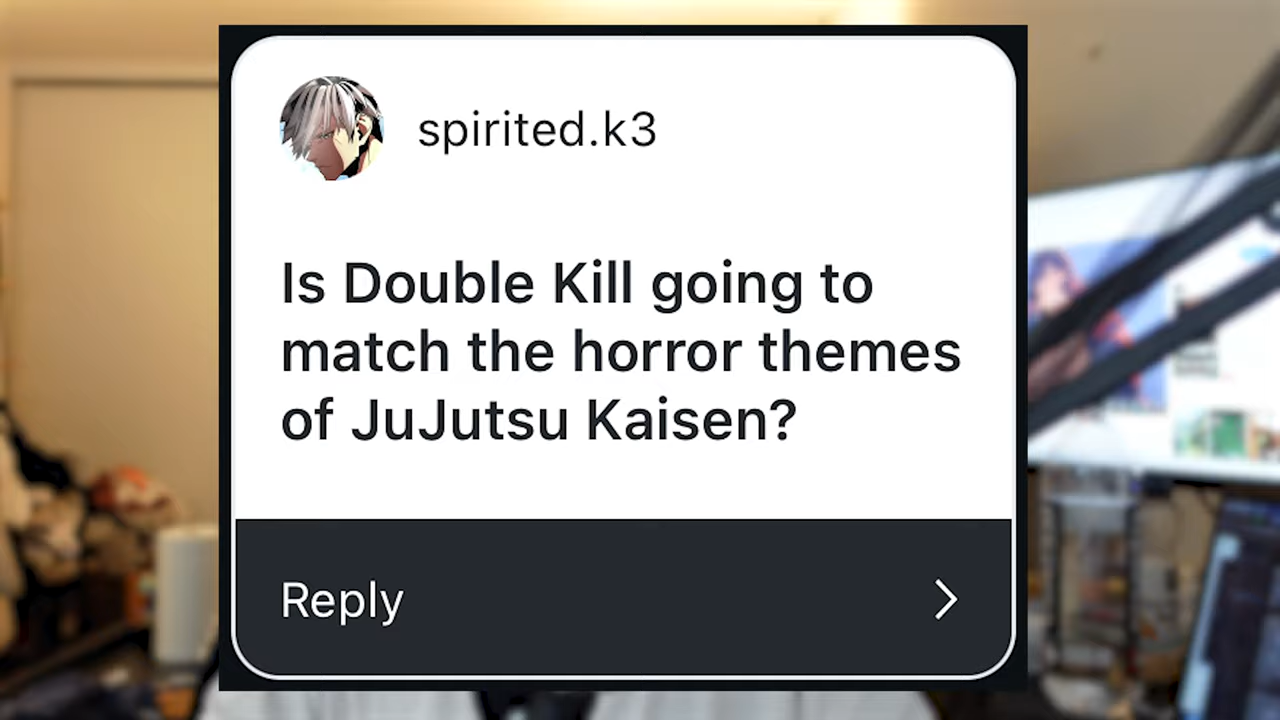 spirited.k3
Is Double Kill going to
match the horror themes
of JuJutsu Kaisen?
Reply